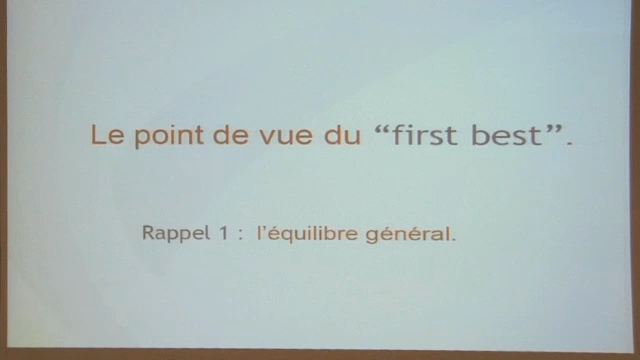 Le point de vue du “first best”.
Rappel 1 : l’équilibre général.